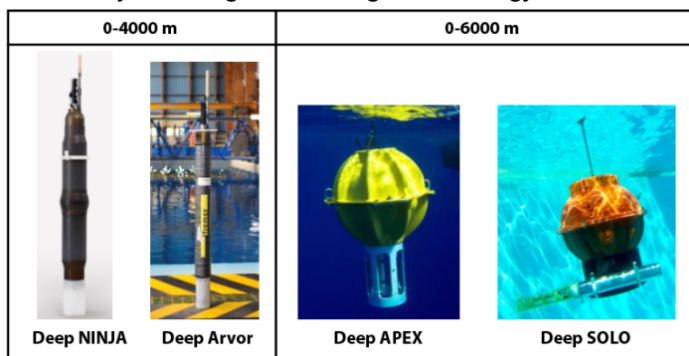 0-4000 m
0-6000 m
Deep NINJA
Deep Arvor
Deep APEX
Deep SOLO